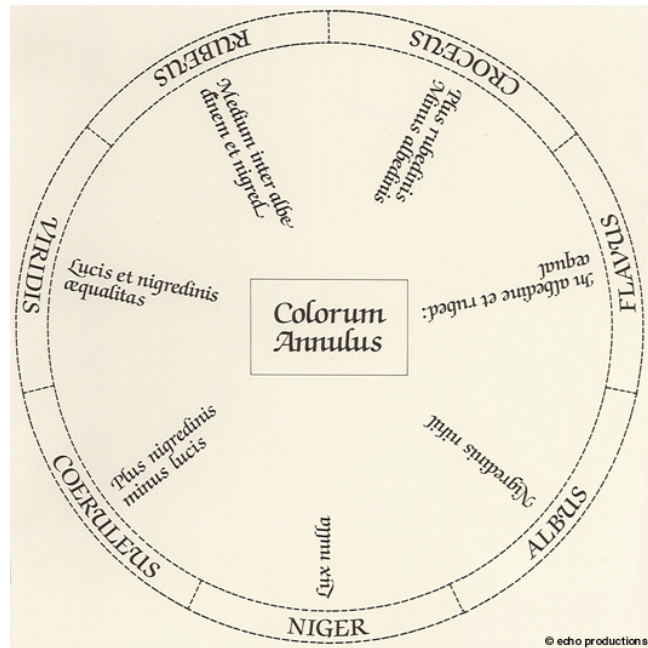 Colorum
Annulus
RUBEUS
Medium inter albe
dinem et nigred.
CROCEUS
Plus rubedinis
Minus albedinis
FLAVUS
In albedine et rubed:
æqual
ALBUS
Nigredinis nihil
NIGER
Lux nulla
COERULEUS
Plus nigredinis
minus lucis
VIRIDIS
Lucis et nigredinis
æqualitas
© echo productions